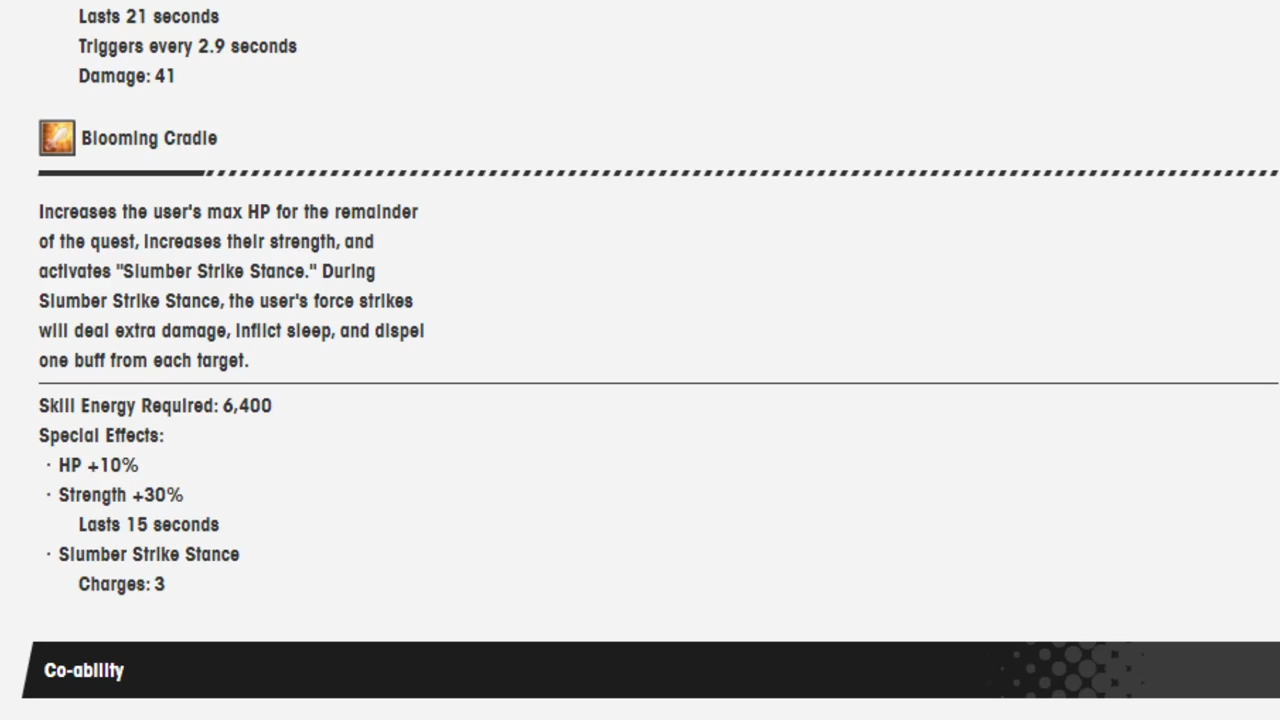 Lasts 21 seconds
Triggers every 2.9 seconds
Damage: 41
Blooming Cradle
Increases the user's max HP for the remainder
of the quest, increases their strength, and
activates "Slumber Strike Stance." During
Slumber Strike Stance, the user's force strikes
will deal extra damage, inflict sleep, and dispel
one buff from each target.
Skill Energy Required: 6,400
Special Effects:
· HP +10%
· Strength +30%
Lasts 15 seconds
· Slumber Strike Stance
Charges: 3
Co-ability